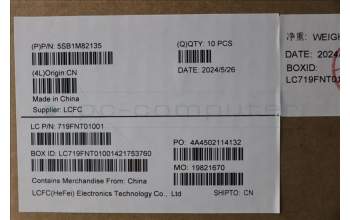 (P)P/N: 5SB1M82135
(Q)QTY: 10 PCS
(4L)Origin:CN
DATE: 2024/5/26
Made in China
Supplier: LCFC
LC P/N: 719FNT01001
PO: 4A4502114132
BOX ID: LC719FNT01001421753760
MO: 19821670
Contains Merchandise From: China
LCFC(HeFei) Electronics Technology Co., Ltd
SHIPTO: CN
净重: WEIGH
DATE: 2024/
BOXID:
LC719FNT010